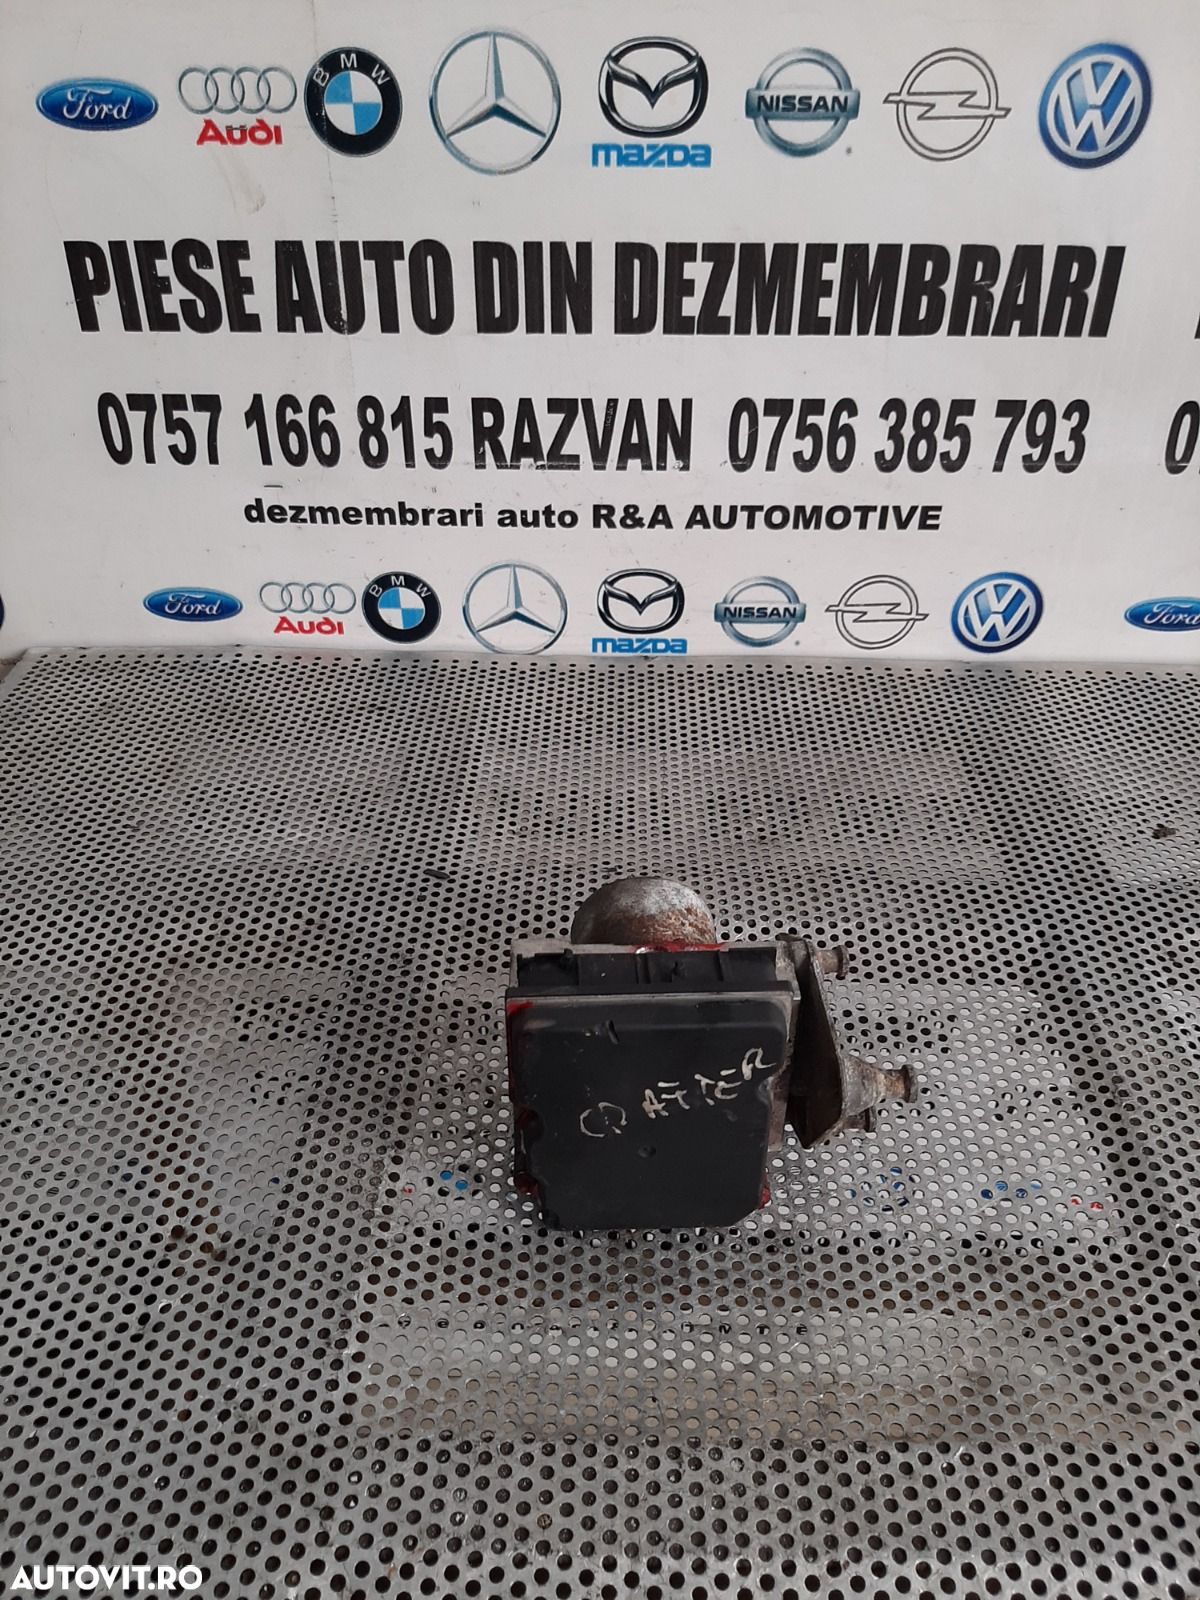 Ford Audi BMW mazda NISSAN
PIESE AUTO DIN DEZMEMBRARI
0757 166 815 RAZVAN 0756 385 793 0
dezmembrari auto R&A AUTOMOTIVE
Ford Audi BMW mazda NISSAN Ford
AUTOVIT.RO